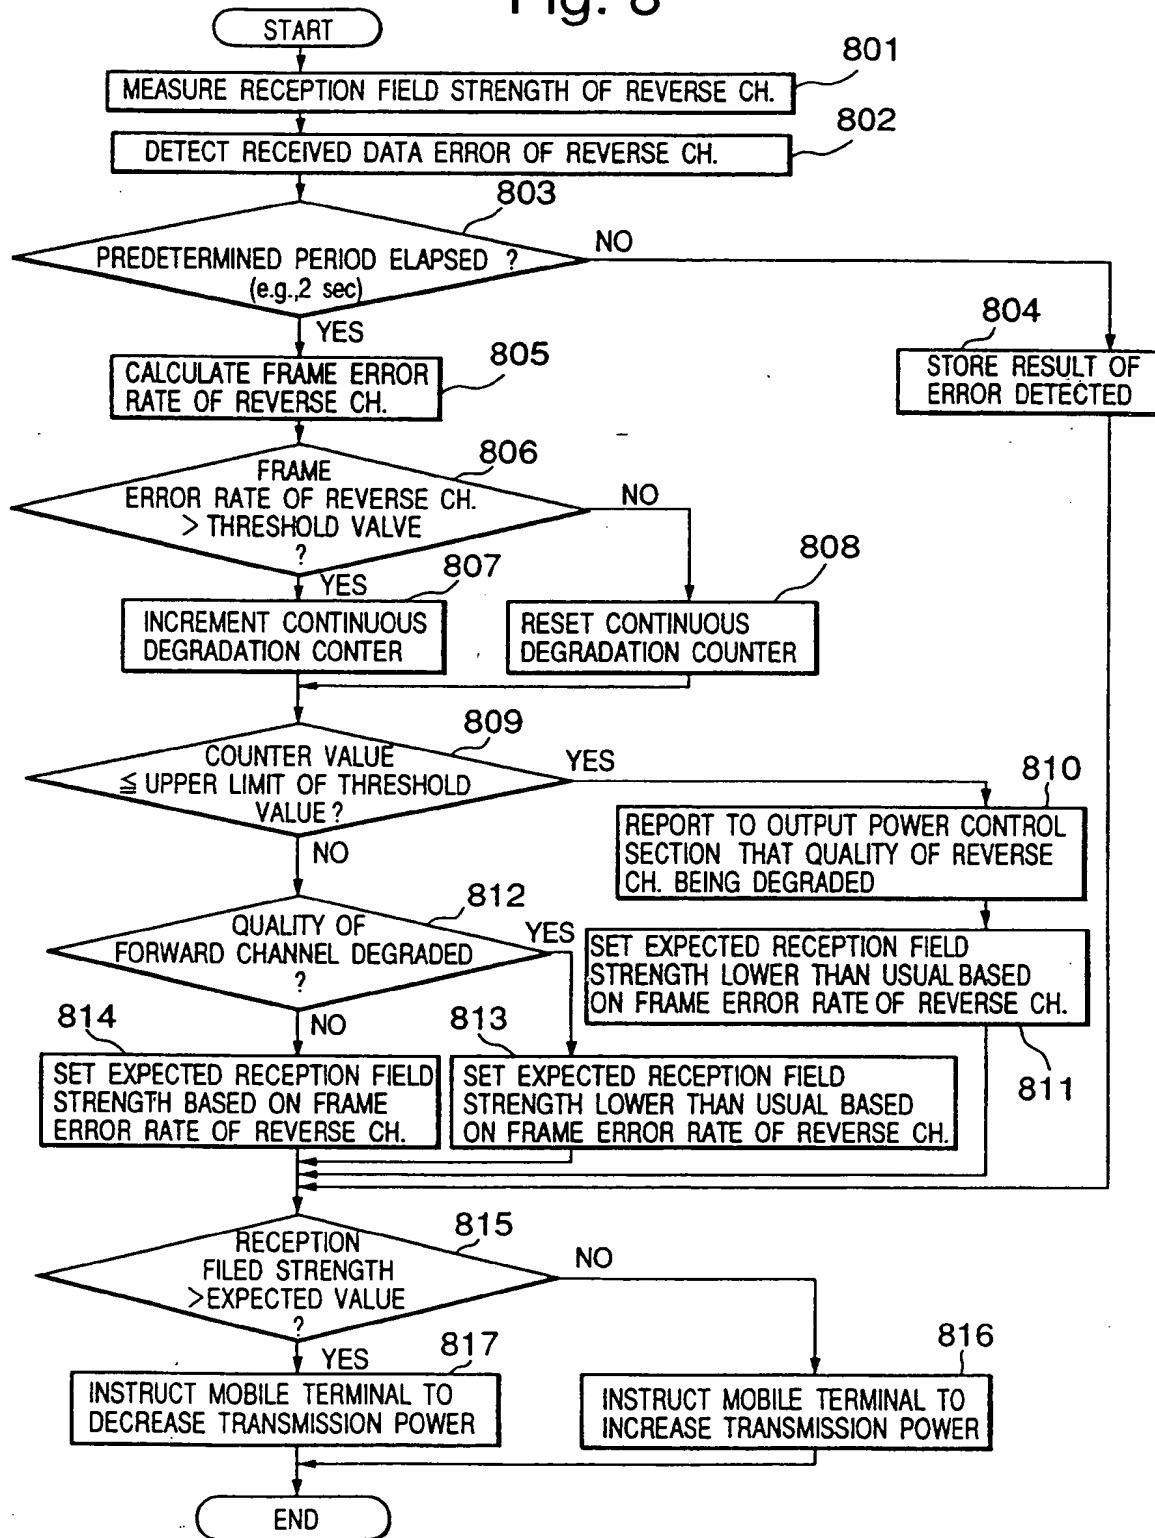 Fig. 8
START
801
MEASURE RECEPTION FIELD STRENGTH OF REVERSE CH.
802
DETECT RECEIVED DATA ERROR OF REVERSE CH.
803
PREDETERMINED PERIOD ELAPSED ?
(e.g.,2 sec)
NO
YES
804
STORE RESULT OF
ERROR DETECTED
805
CALCULATE FRAME ERROR
RATE OF REVERSE CH.
806
FRAME
ERROR RATE OF REVERSE CH.
> THRESHOLD VALVE
?
NO
YES
807
INCREMENT CONTINUOUS
DEGRADATION CONTER
808
RESET CONTINUOUS
DEGRADATION COUNTER
809
COUNTER VALUE
≦ UPPER LIMIT OF THRESHOLD
VALUE ?
YES
NO
810
REPORT TO OUTPUT POWER CONTROL
SECTION THAT QUALITY OF REVERSE
CH. BEING DEGRADED
812
QUALITY OF
FORWARD CHANNEL DEGRADED
?
YES
NO
SET EXPECTED RECEPTION FIELD
STRENGTH LOWER THAN USUAL BASED
ON FRAME ERROR RATE OF REVERSE CH.
811
814
SET EXPECTED RECEPTION FIELD
STRENGTH BASED ON FRAME
ERROR RATE OF REVERSE CH.
813
SET EXPECTED RECEPTION FIELD
STRENGTH LOWER THAN USUAL BASED
ON FRAME ERROR RATE OF REVERSE CH.
815
RECEPTION
FILED STRENGTH
>EXPECTED VALUE
?
NO
YES
817
INSTRUCT MOBILE TERMINAL TO
DECREASE TRANSMISSION POWER
816
INSTRUCT MOBILE TERMINAL TO
INCREASE TRANSMISSION POWER
END